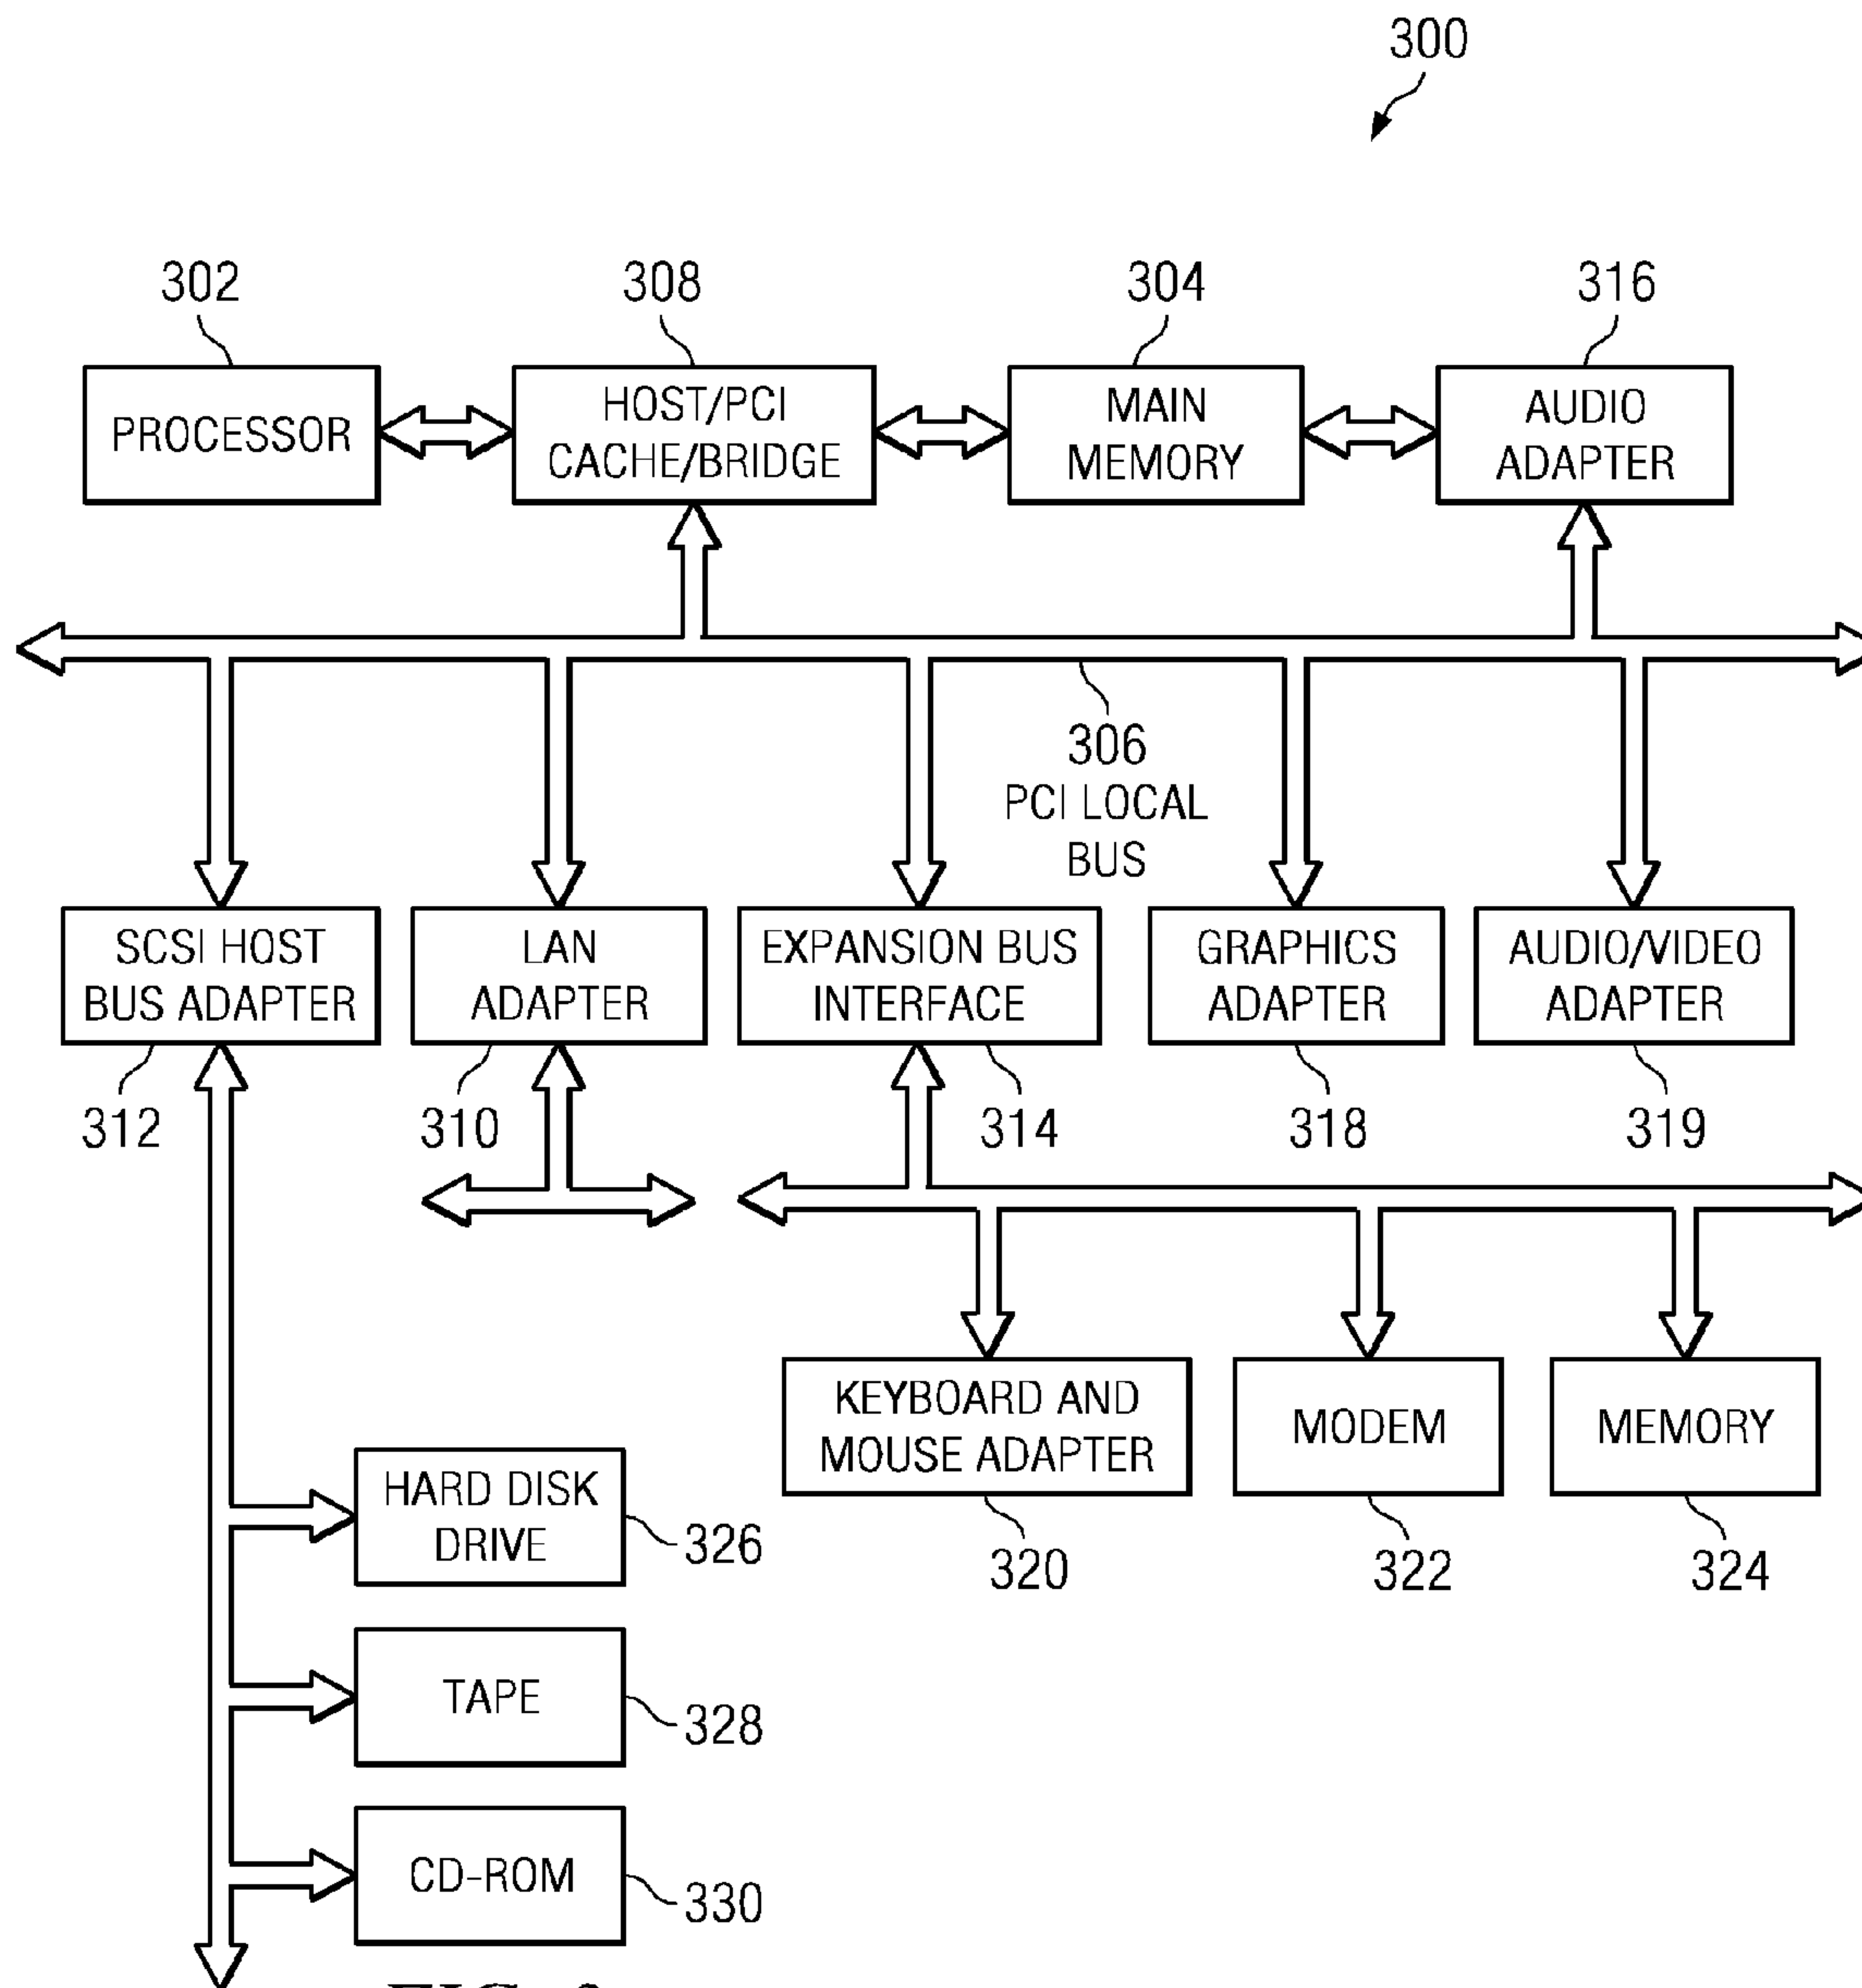 300
302
308
304
316
PROCESSOR
HOST/PCI
CACHE/BRIDGE
MAIN
MEMORY
AUDIO
ADAPTER
306
PCI LOCAL
BUS
SCSI HOST
BUS ADAPTER
LAN
ADAPTER
EXPANSION BUS
INTERFACE
GRAPHICS
ADAPTER
AUDIO/VIDEO
ADAPTER
312
310
314
318
319
KEYBOARD AND
MOUSE ADAPTER
MODEM
MEMORY
320
322
324
HARD DISK
DRIVE
326
TAPE
328
CD-ROM
330